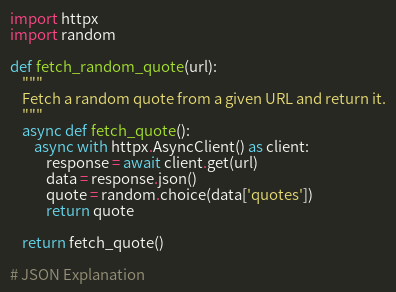 import httpx
import random

def fetch_random_quote(url):
    """
    Fetch a random quote from a given URL and return it.
    """
    async def fetch_quote():
        async with httpx.AsyncClient() as client:
            response = await client.get(url)
            data = response.json()
            quote = random.choice(data['quotes'])
            return quote

    return fetch_quote()

# JSON Explanation